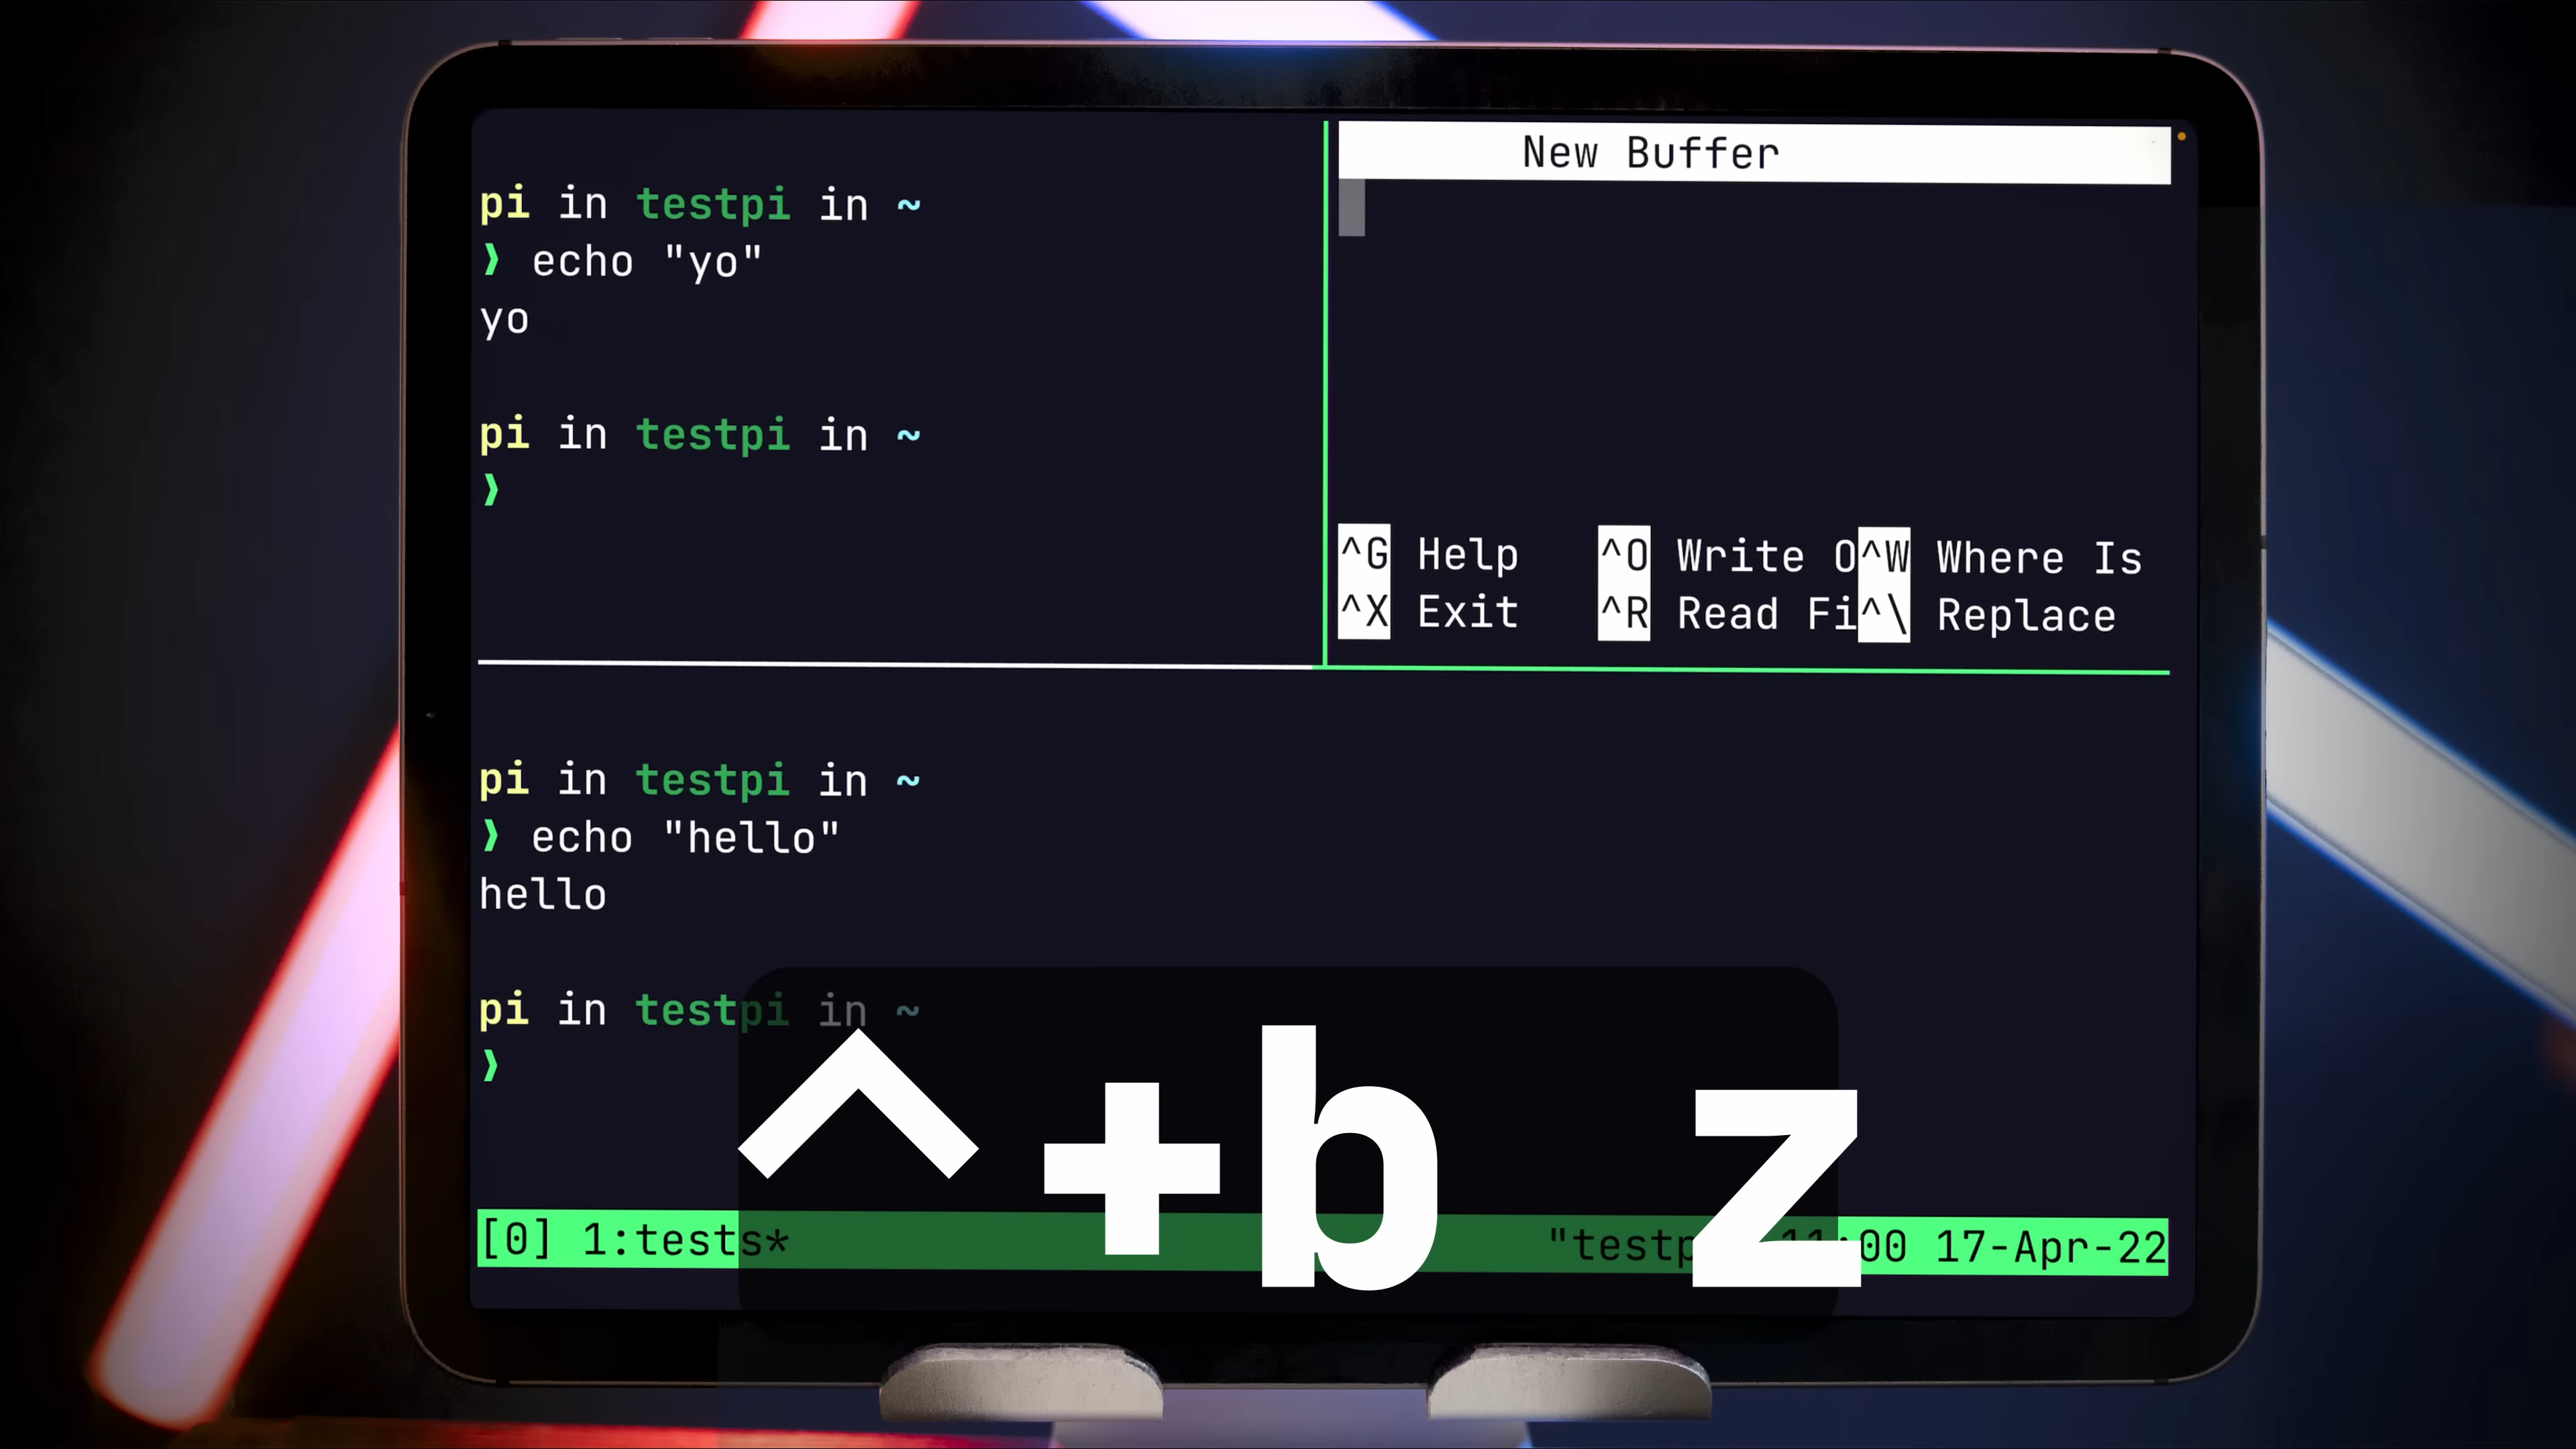 pi in testpi in ~
❯ echo "yo"
yo
pi in testpi in ~
❯
New Buffer
^G Help ^O Write O^W Where Is
^X Exit ^R Read Fi^\ Replace
pi in testpi in ~
❯ echo "hello"
hello
pi in testpi in ~
❯
^+b z
[0] 1:tests* 17-Apr-22